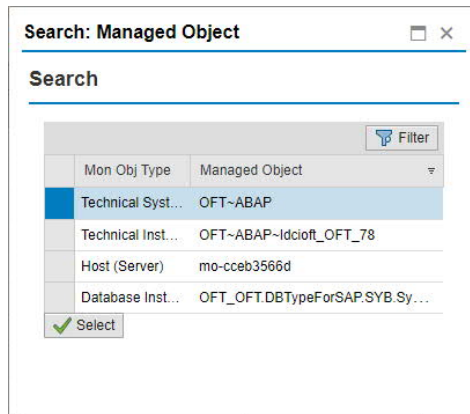 Search: Managed Object
Search
Filter
Mon Obj Type Managed Object
Technical Syst... OFT~ABAP
Technical Inst... OFT~ABAP~ldcioft_OFT_78
Host (Server) mo-cceb3566d
Database Inst... OFT_OFT.DBTypeForSAP.SYB.Sy...
Select